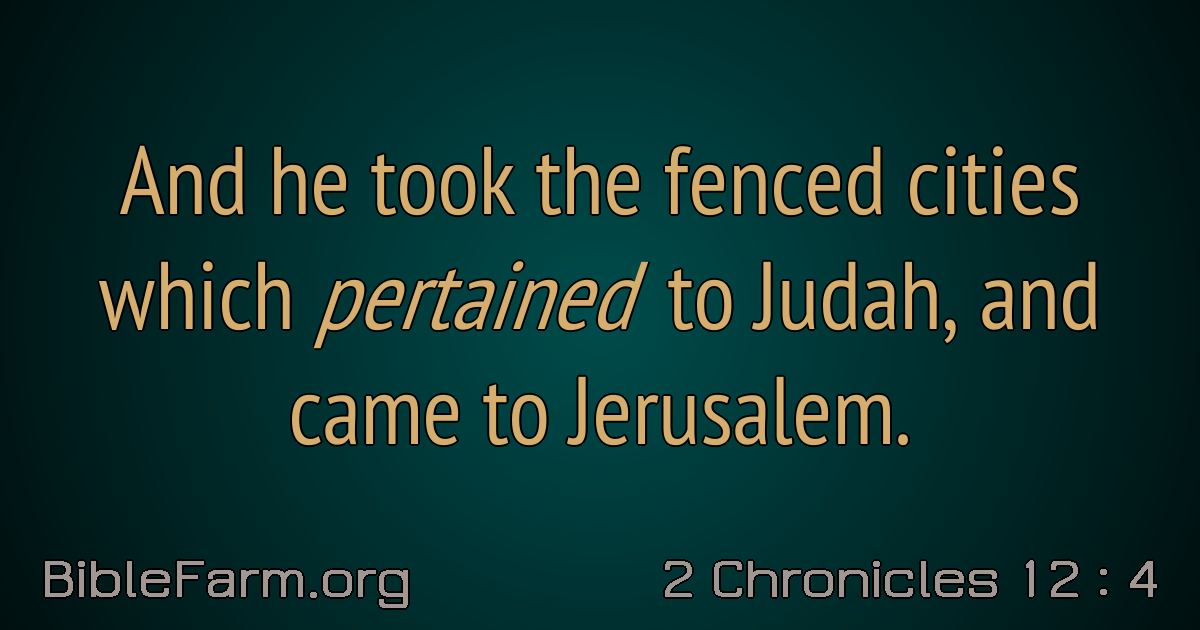 And he took the fenced cities
which pertained to Judah, and
came to Jerusalem.
BibleFarm.org
2 Chronicles 12 : 4